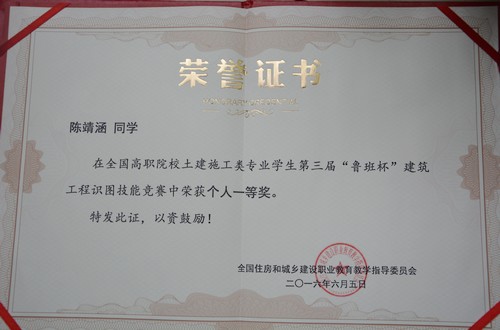 荣誉证书
陈靖涵 同学
在全国高职院校土建施工类专业学生第三届“鲁班杯”建筑
工程识图技能竞赛中荣获个人一等奖。
特发此证，以资鼓励！
全国住房和城乡建设职业教育教学指导委员会
二〇一六年六月五日